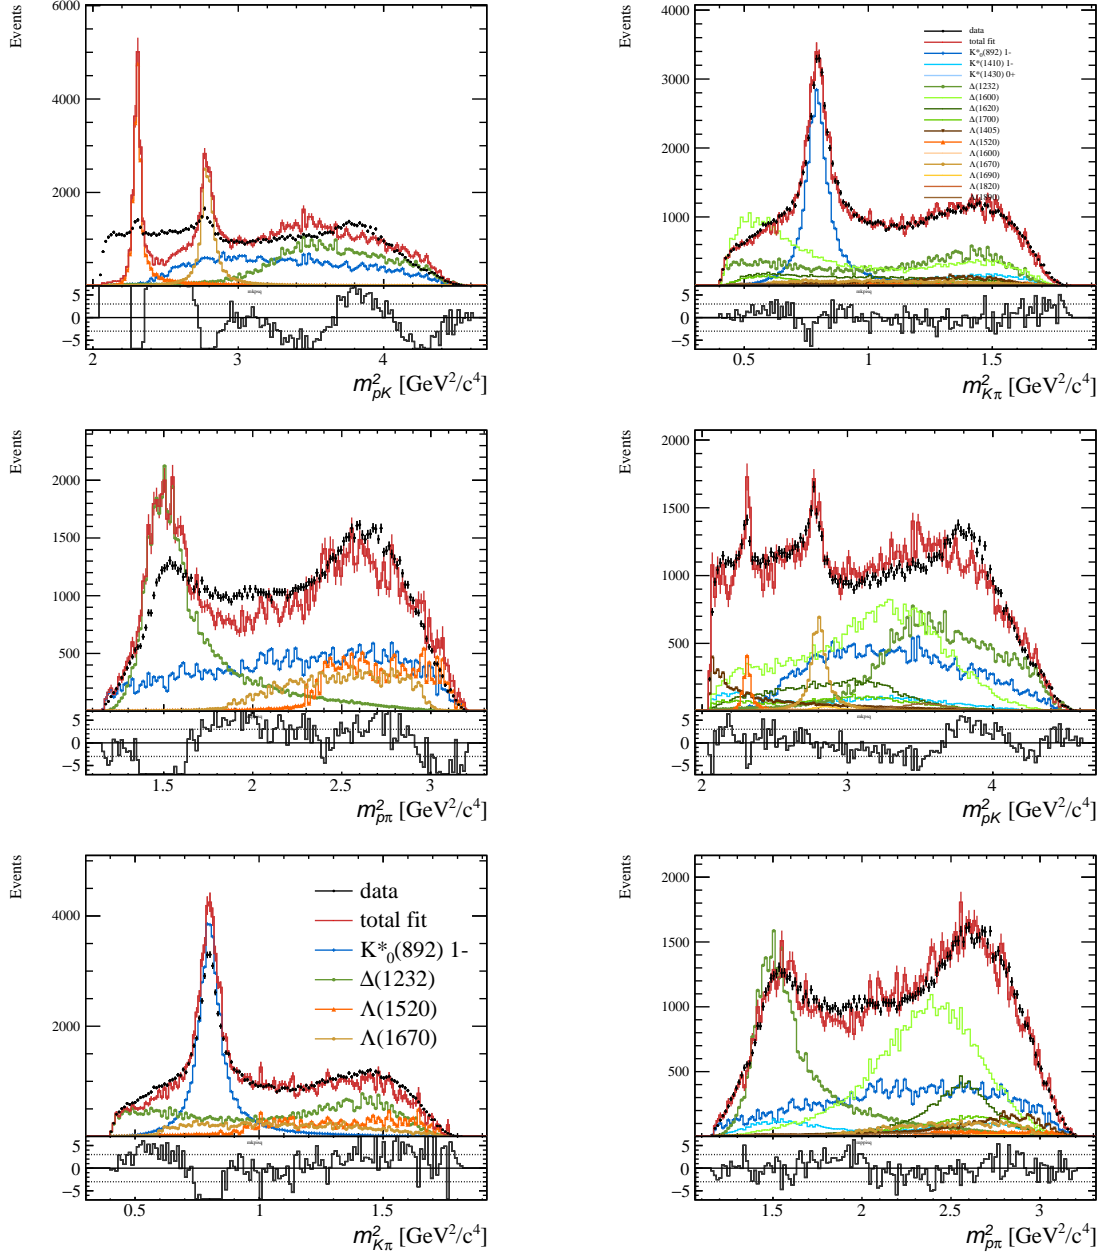 Events
6000
4000
2000
5
0
−5
2
3
4
m²pK [GeV²/c⁴]
Events
4000
3000
2000
1000
0
data
total fit
K*₀(892) 1-
K*(1410) 1-
K*(1430) 0+
Δ(1232)
Δ(1600)
Δ(1620)
Δ(1700)
Λ(1405)
Λ(1520)
Λ(1600)
Λ(1670)
Λ(1690)
Λ(1820)
5
0
−5
0.5
1
1.5
m²Kπ [GeV²/c⁴]
Events
2000
1500
1000
500
5
0
−5
1.5
2
2.5
3
m²pπ [GeV²/c⁴]
Events
2000
1500
1000
500
5
0
−5
2
3
4
m²pK [GeV²/c⁴]
Events
4000
2000
data
total fit
K*₀(892) 1-
Δ(1232)
Λ(1520)
Λ(1670)
5
0
−5
0.5
1
1.5
m²Kπ [GeV²/c⁴]
Events
2000
1500
1000
500
5
0
−5
1.5
2
2.5
3
m²pπ [GeV²/c⁴]